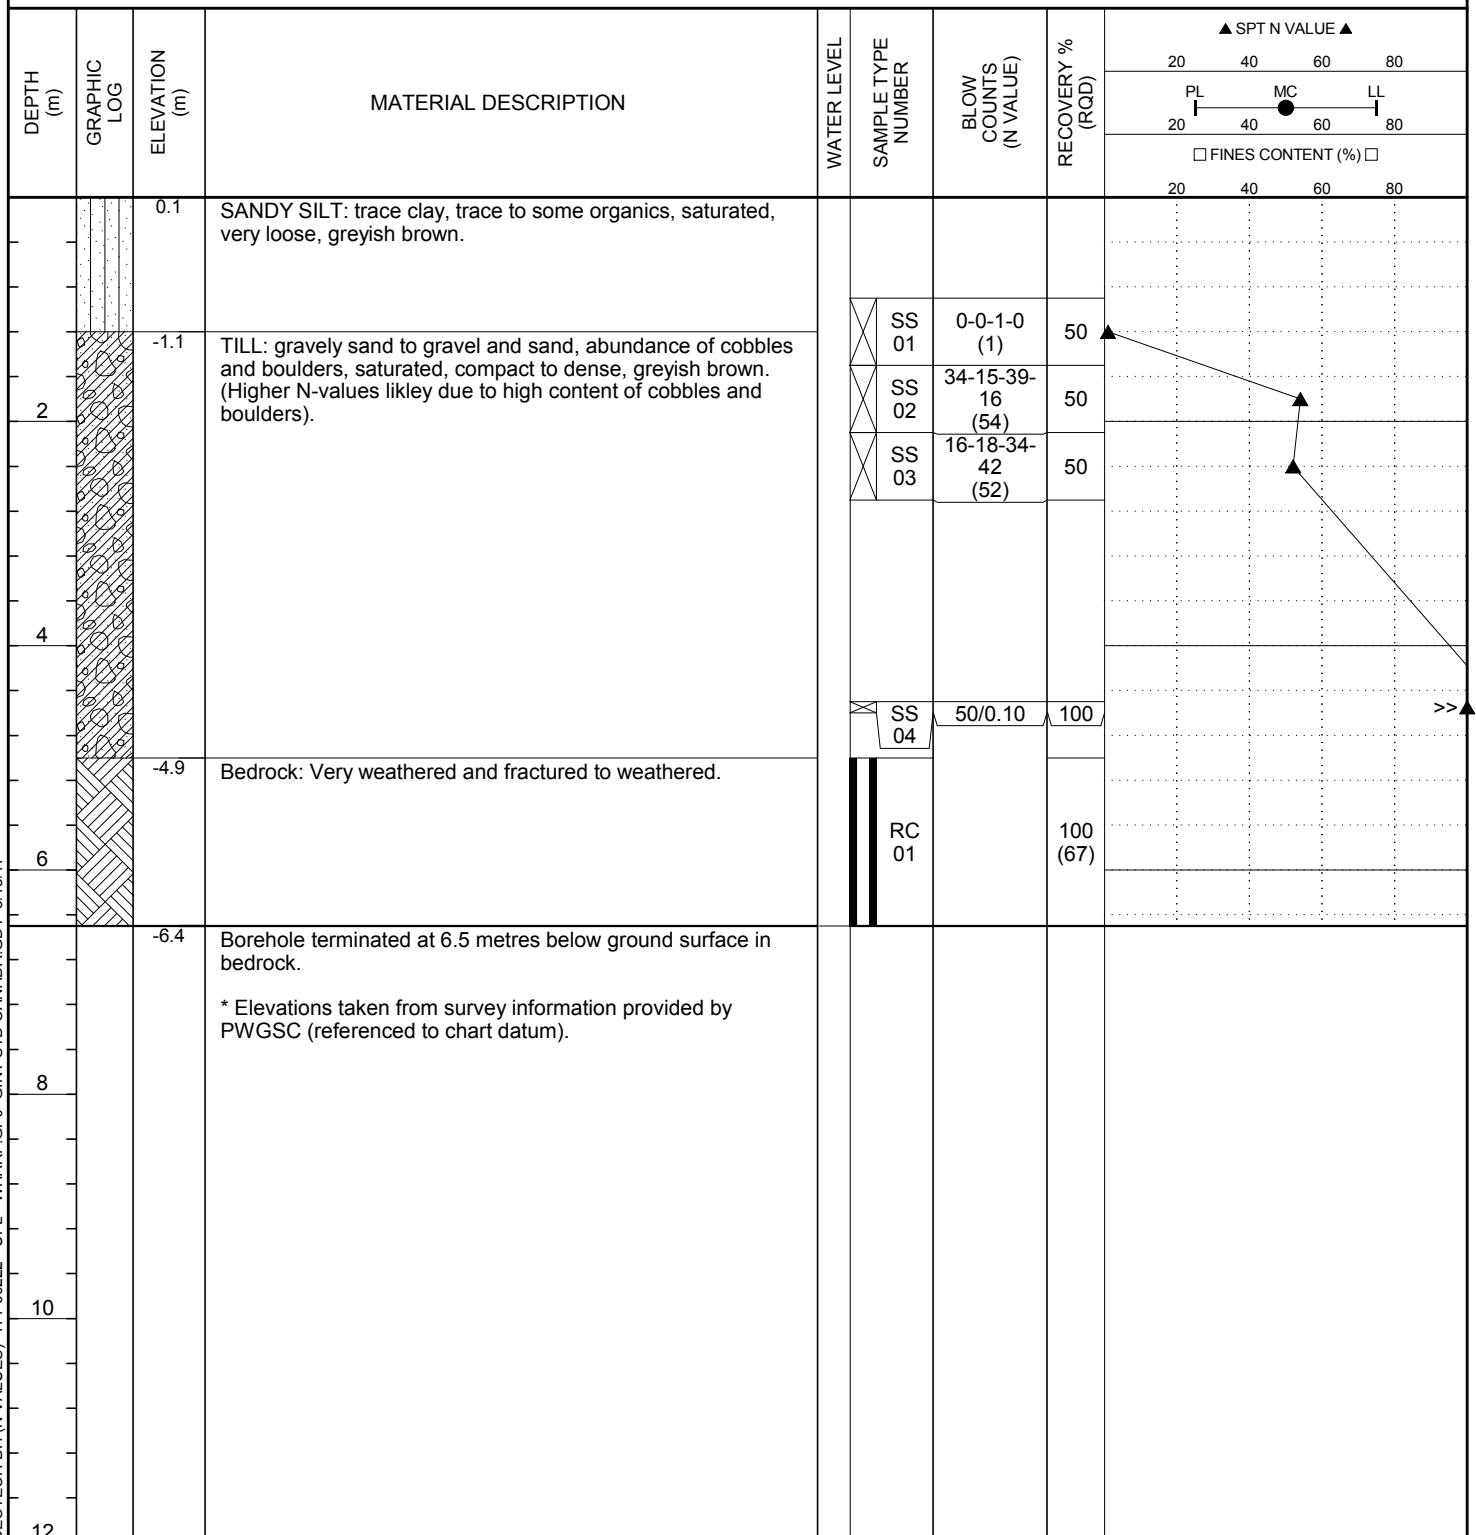 ▲ SPT N VALUE ▲
20 40 60 80
PL MC LL
20 40 60 80
□ FINES CONTENT (%) □
20 40 60 80
DEPTH
(m)
GRAPHIC
LOG
ELEVATION
(m)
MATERIAL DESCRIPTION
WATER LEVEL
SAMPLE TYPE
NUMBER
BLOW
COUNTS
(N VALUE)
RECOVERY %
(RQD)
0.1
SANDY SILT: trace clay, trace to some organics, saturated,
very loose, greyish brown.
SS
01
0-0-1-0
(1)
50
-1.1
TILL: gravely sand to gravel and sand, abundance of cobbles
and boulders, saturated, compact to dense, greyish brown.
(Higher N-values likley due to high content of cobbles and
boulders).
2
SS
02
34-15-39-
16
(54)
50
SS
03
16-18-34-
42
(52)
50
4
SS
04
50/0.10
100
>>▲
-4.9
Bedrock: Very weathered and fractured to weathered.
RC
01
100
(67)
6
-6.4
Borehole terminated at 6.5 metres below ground surface in
bedrock.
* Elevations taken from survey information provided by
PWGSC (referenced to chart datum).
8
10
12